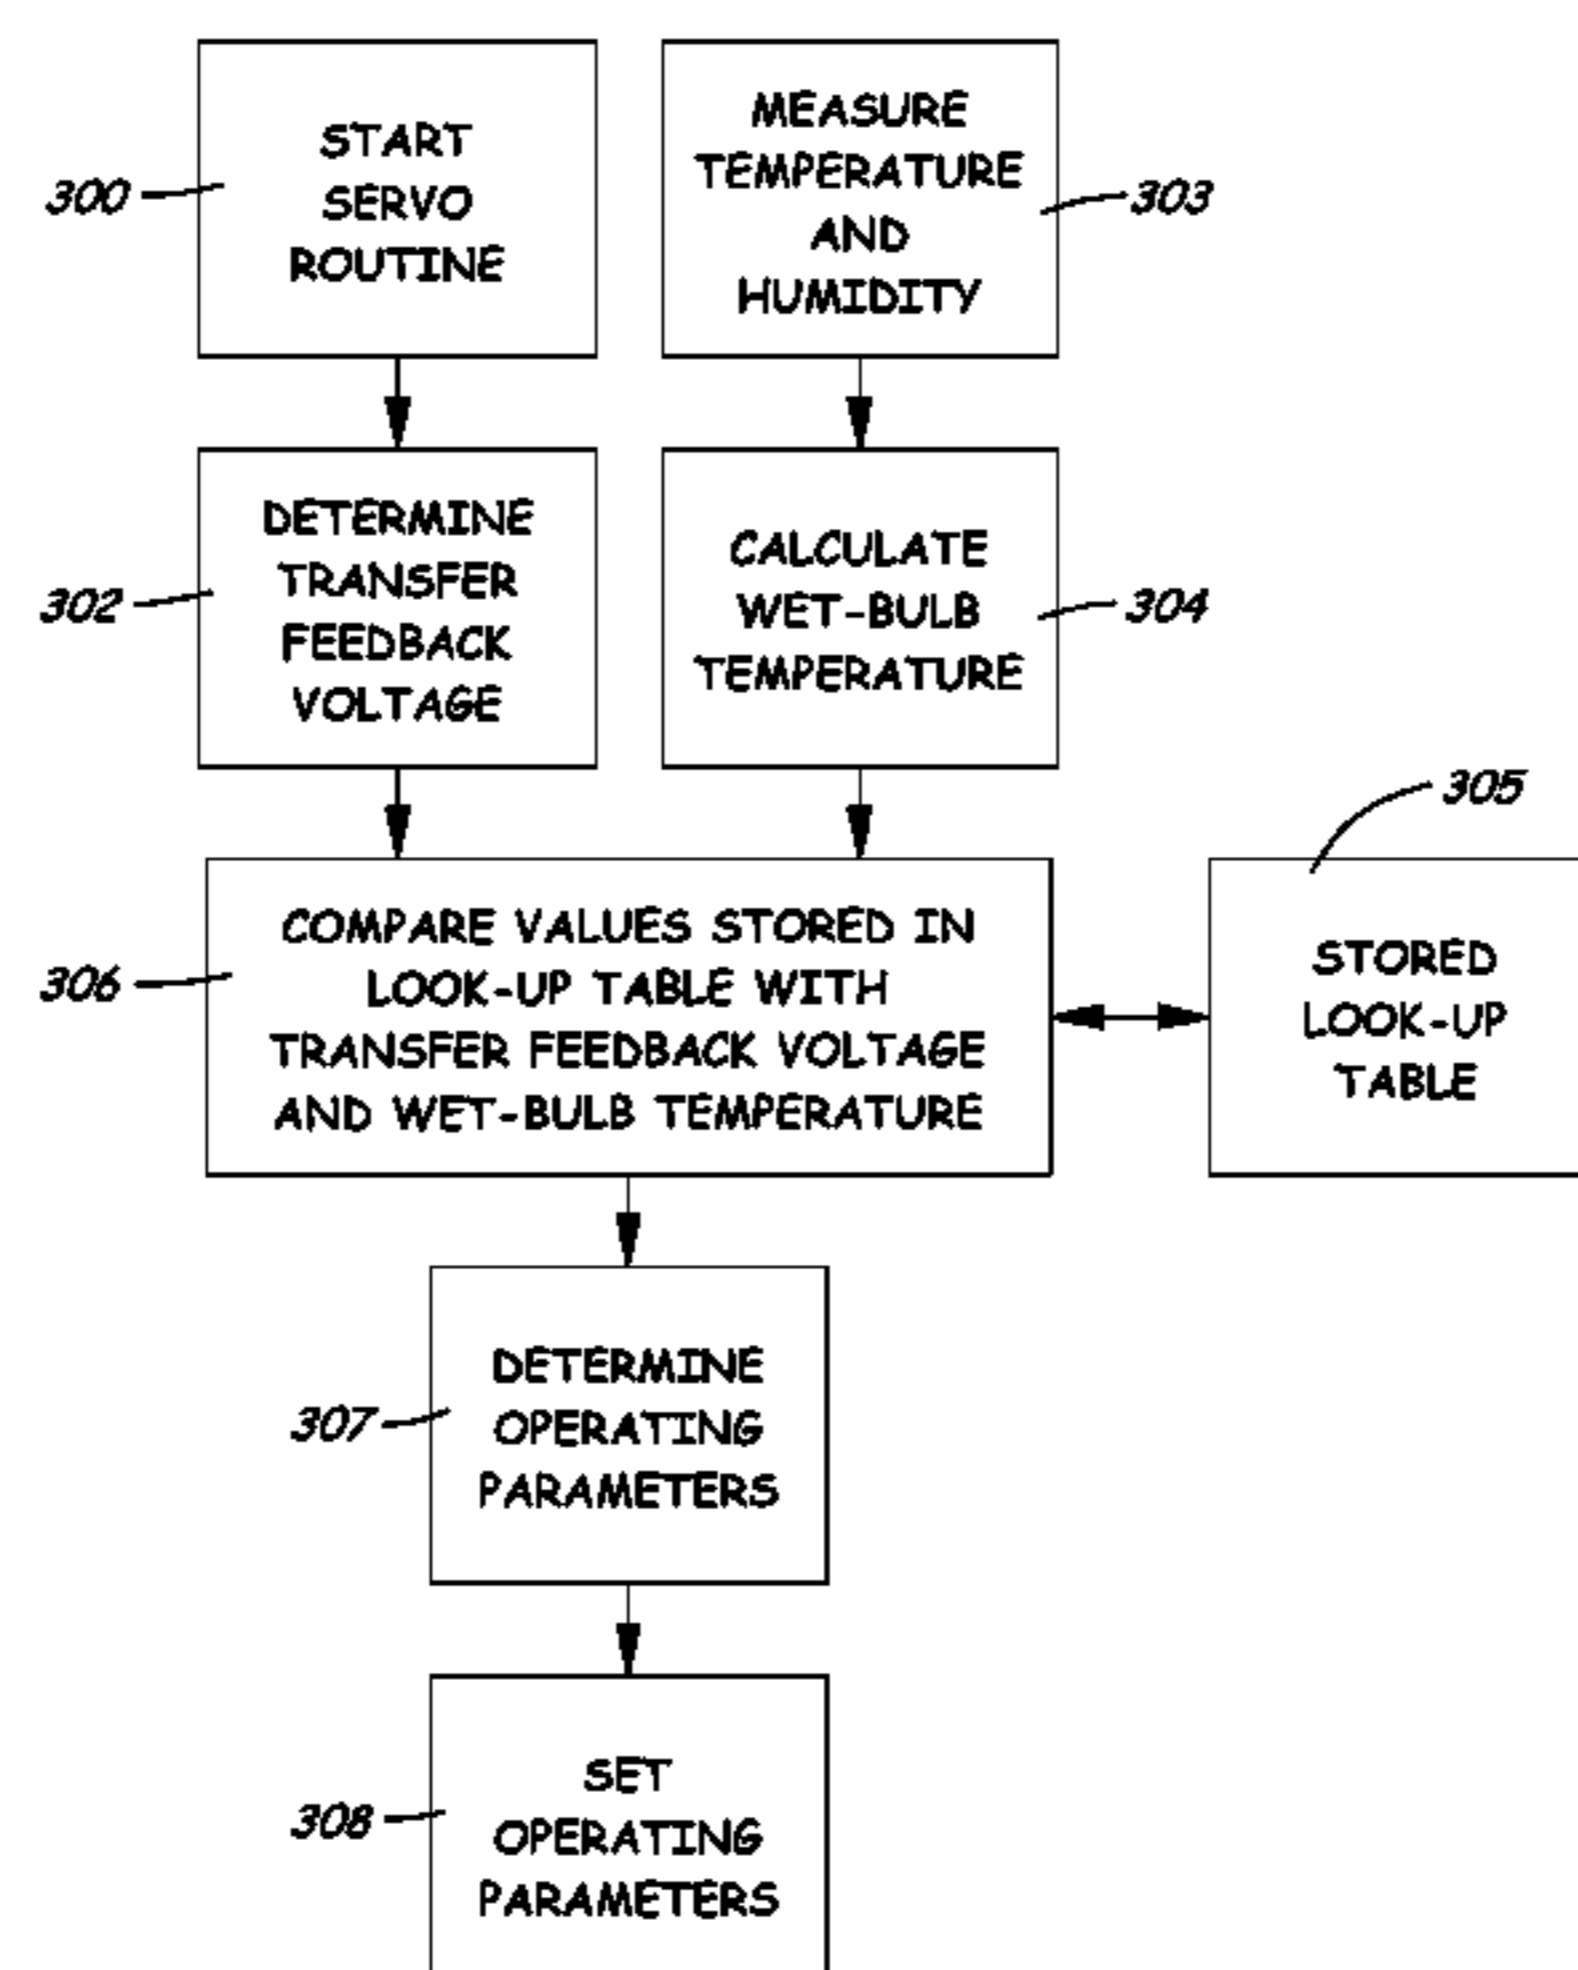 START
SERVO
ROUTINE
300
MEASURE
TEMPERATURE
AND
HUMIDITY
303
DETERMINE
TRANSFER
FEEDBACK
VOLTAGE
302
CALCULATE
WET-BULB
TEMPERATURE
304
305
COMPARE VALUES STORED IN
LOOK-UP TABLE WITH
TRANSFER FEEDBACK VOLTAGE
AND WET-BULB TEMPERATURE
306
STORED
LOOK-UP
TABLE
DETERMINE
OPERATING
PARAMETERS
307
SET
OPERATING
PARAMETERS
308